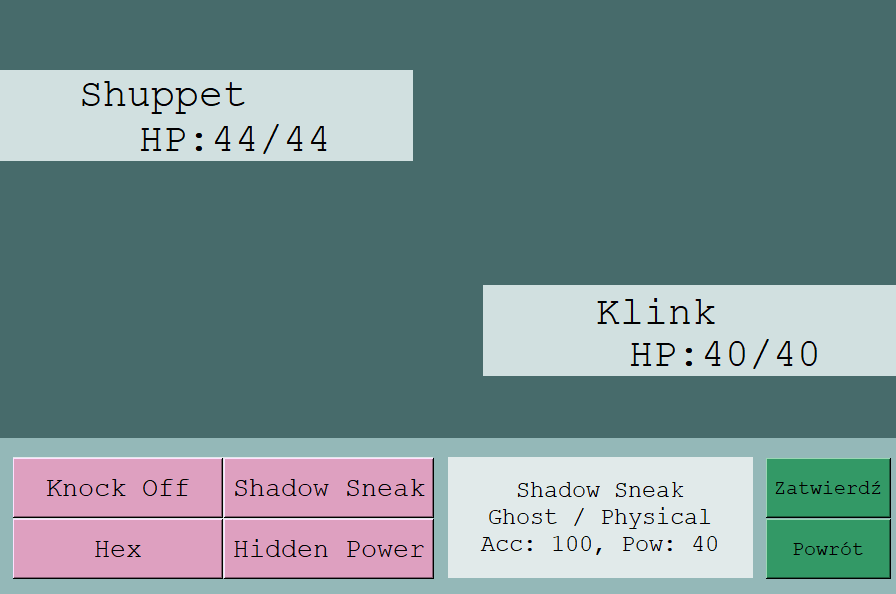 Shuppet
HP:44/44
Klink
HP:40/40
Knock Off
Shadow Sneak
Hex
Hidden Power
Shadow Sneak
Ghost / Physical
Acc: 100, Pow: 40
Zatwierdź
Powrót